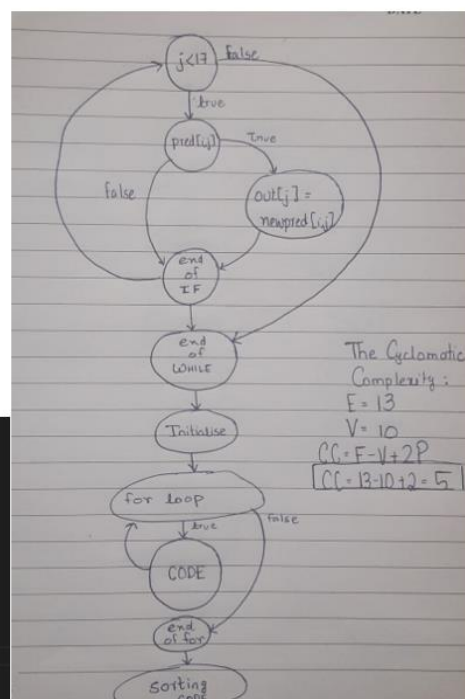 j<17
false
true
pred[i,j]
True
false
out[j] =
newpred[i,j]
end
of
IF
end
of
WHILE
The Cyclomatic
Complexity :
E = 13
V = 10
CC = E-V+2P
CC = 13-10+2 = 5
Initialise
for loop
true
false
CODE
end
of for
Sorting
CODE